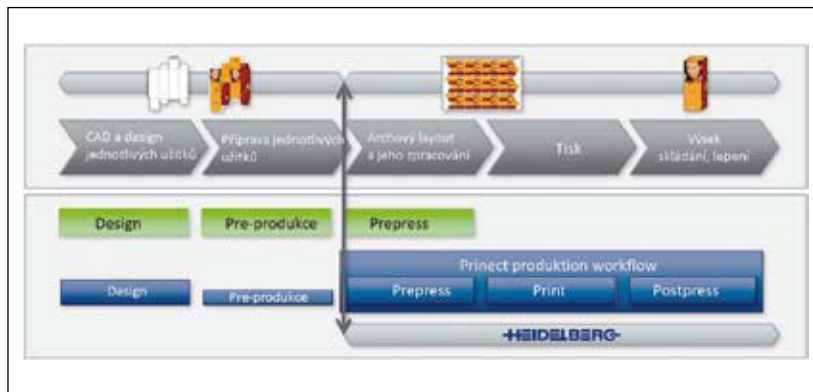 CAD a design
jednotlivých užitků
Příprava jednotlivých
užitků
Archový layout
a jeho zpracování
Tisk
Výsek
skládání, lepení
Design
Pre-produkce
Prepress
Prinect produktion workflow
Design
Pre-produkce
Prepress
Print
Postpress
HEIDELBERG